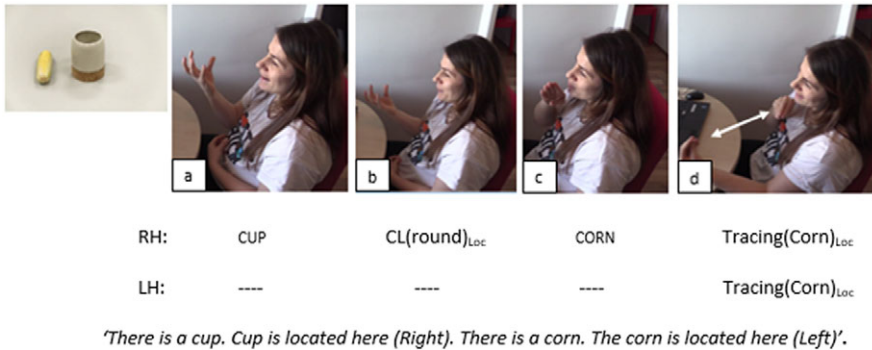 a b c d
RH: CUP CL(round)Loc CORN Tracing(Corn)Loc
LH: ---- ---- ---- Tracing(Corn)Loc
‘There is a cup. Cup is located here (Right). There is a corn. The corn is located here (Left)’.